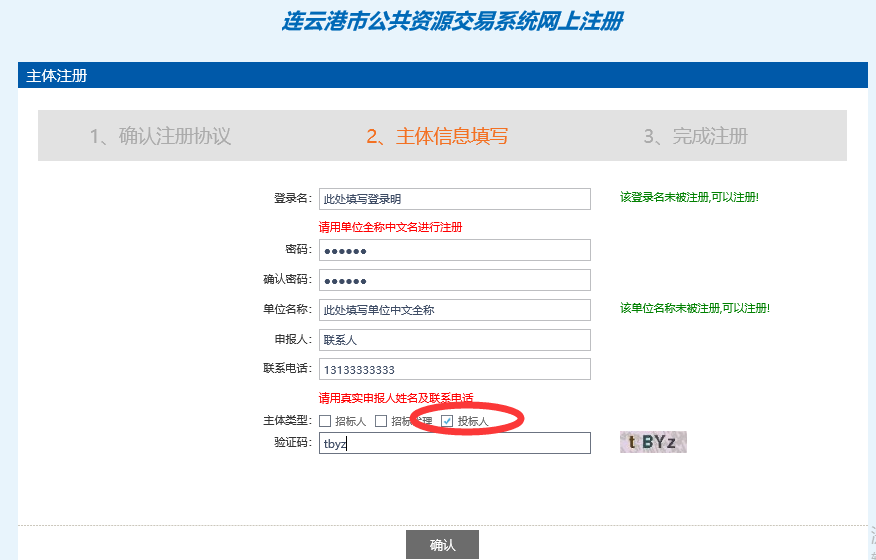 连云港市公共资源交易系统网上注册
主体注册
1、确认注册协议 2、主体信息填写 3、完成注册
登录名: 此处填写登录明 该登录名未被注册,可以注册!
请用单位全称中文名进行注册
密码: ●●●●●●
确认密码: ●●●●●●
单位名称: 此处填写单位中文全称 该单位名称未被注册,可以注册!
申报人: 联系人
联系电话: 13133333333
请用真实申报人姓名及联系电话
主体类型: 招标人 招标代理 投标人
验证码: tbyz tBYz
确认